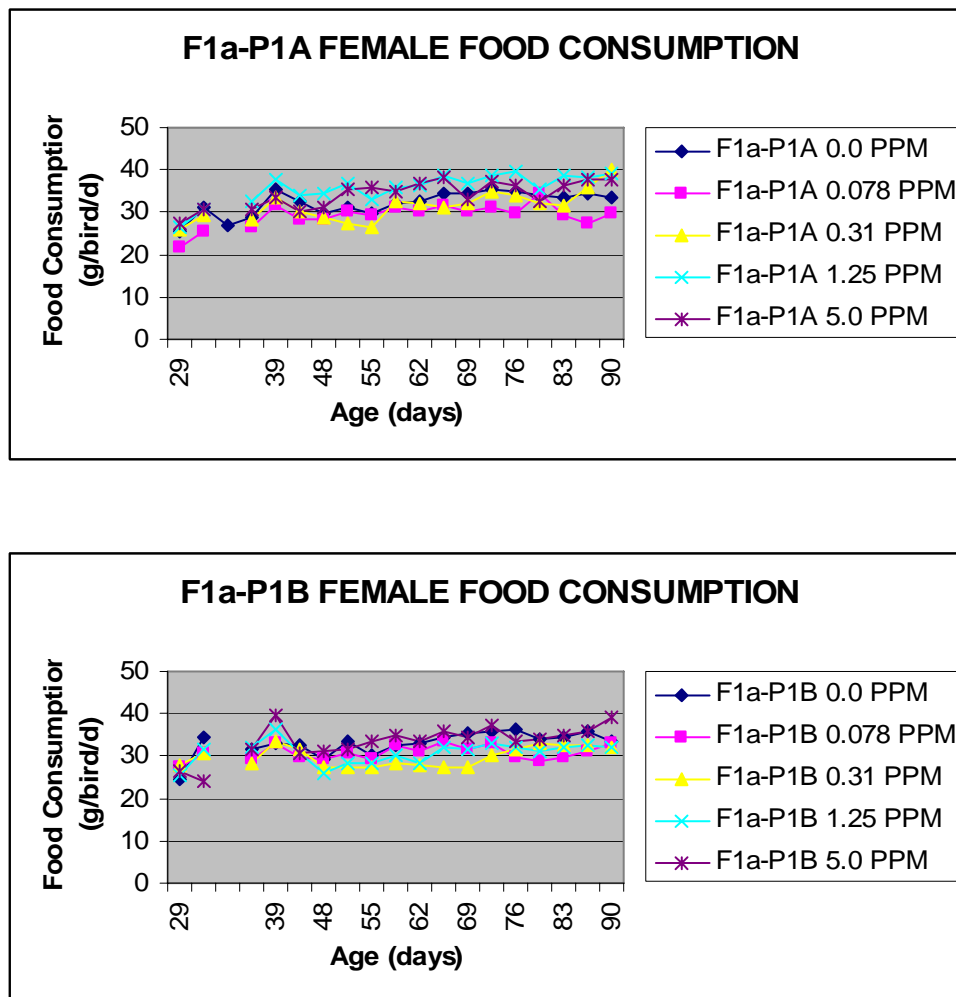 F1a-P1A FEMALE FOOD CONSUMPTION
Food Consumptior
(g/bird/d)
50
40
30
20
10
0
29 39 48 55 62 69 76 83 90
Age (days)
F1a-P1A 0.0 PPM
F1a-P1A 0.078 PPM
F1a-P1A 0.31 PPM
F1a-P1A 1.25 PPM
F1a-P1A 5.0 PPM
F1a-P1B FEMALE FOOD CONSUMPTION
Food Consumptior
(g/bird/d)
50
40
30
20
10
0
29 39 48 55 62 69 76 83 90
Age (days)
F1a-P1B 0.0 PPM
F1a-P1B 0.078 PPM
F1a-P1B 0.31 PPM
F1a-P1B 1.25 PPM
F1a-P1B 5.0 PPM